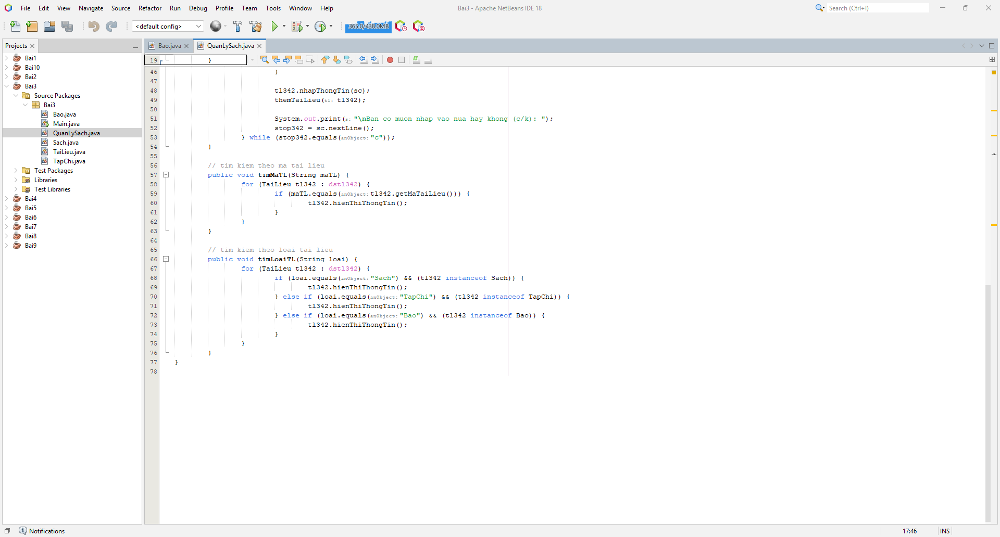 File Edit View Navigate Source Refactor Run Debug Profile Team Tools Window Help
Bai3 - Apache NetBeans IDE 18
Search (Ctrl+I)
<default config>
365.0/438.0MB
Projects
Bao.java
QuanLySach.java
Bai1
Bai10
Bai2
Bai3
Source Packages
Bai3
Bao.java
Main.java
QuanLySach.java
Sach.java
TaiLieu.java
TapChi.java
Test Packages
Libraries
Test Libraries
Bai4
Bai5
Bai6
Bai7
Bai8
Bai9
19 }
46 }
47
48 tl342.nhapThongTin(sc);
49 themTaiLieu(tl: tl342);
50
51 System.out.print(s: "\nBan co muon nhap vao nua hay khong (c/k): ");
52 stop342 = sc.nextLine();
53 } while (stop342.equals(anObject: "c"));
54 }
55
56 // tim kiem theo ma tai lieu
57 public void timMaTL(String maTL) {
58 for (TaiLieu tl342 : dstl342) {
59 if (maTL.equals(anObject: tl342.getMaTaiLieu())) {
60 tl342.hienThiThongTin();
61 }
62 }
63 }
64
65 // tim kiem theo loai tai lieu
66 public void timLoaiTL(String loai) {
67 for (TaiLieu tl342 : dstl342) {
68 if (loai.equals(anObject: "Sach") && (tl342 instanceof Sach)) {
69 tl342.hienThiThongTin();
70 } else if (loai.equals(anObject: "TapChi") && (tl342 instanceof TapChi)) {
71 tl342.hienThiThongTin();
72 } else if (loai.equals(anObject: "Bao") && (tl342 instanceof Bao)) {
73 tl342.hienThiThongTin();
74 }
75 }
76 }
77 }
78
Notifications
17:46
INS